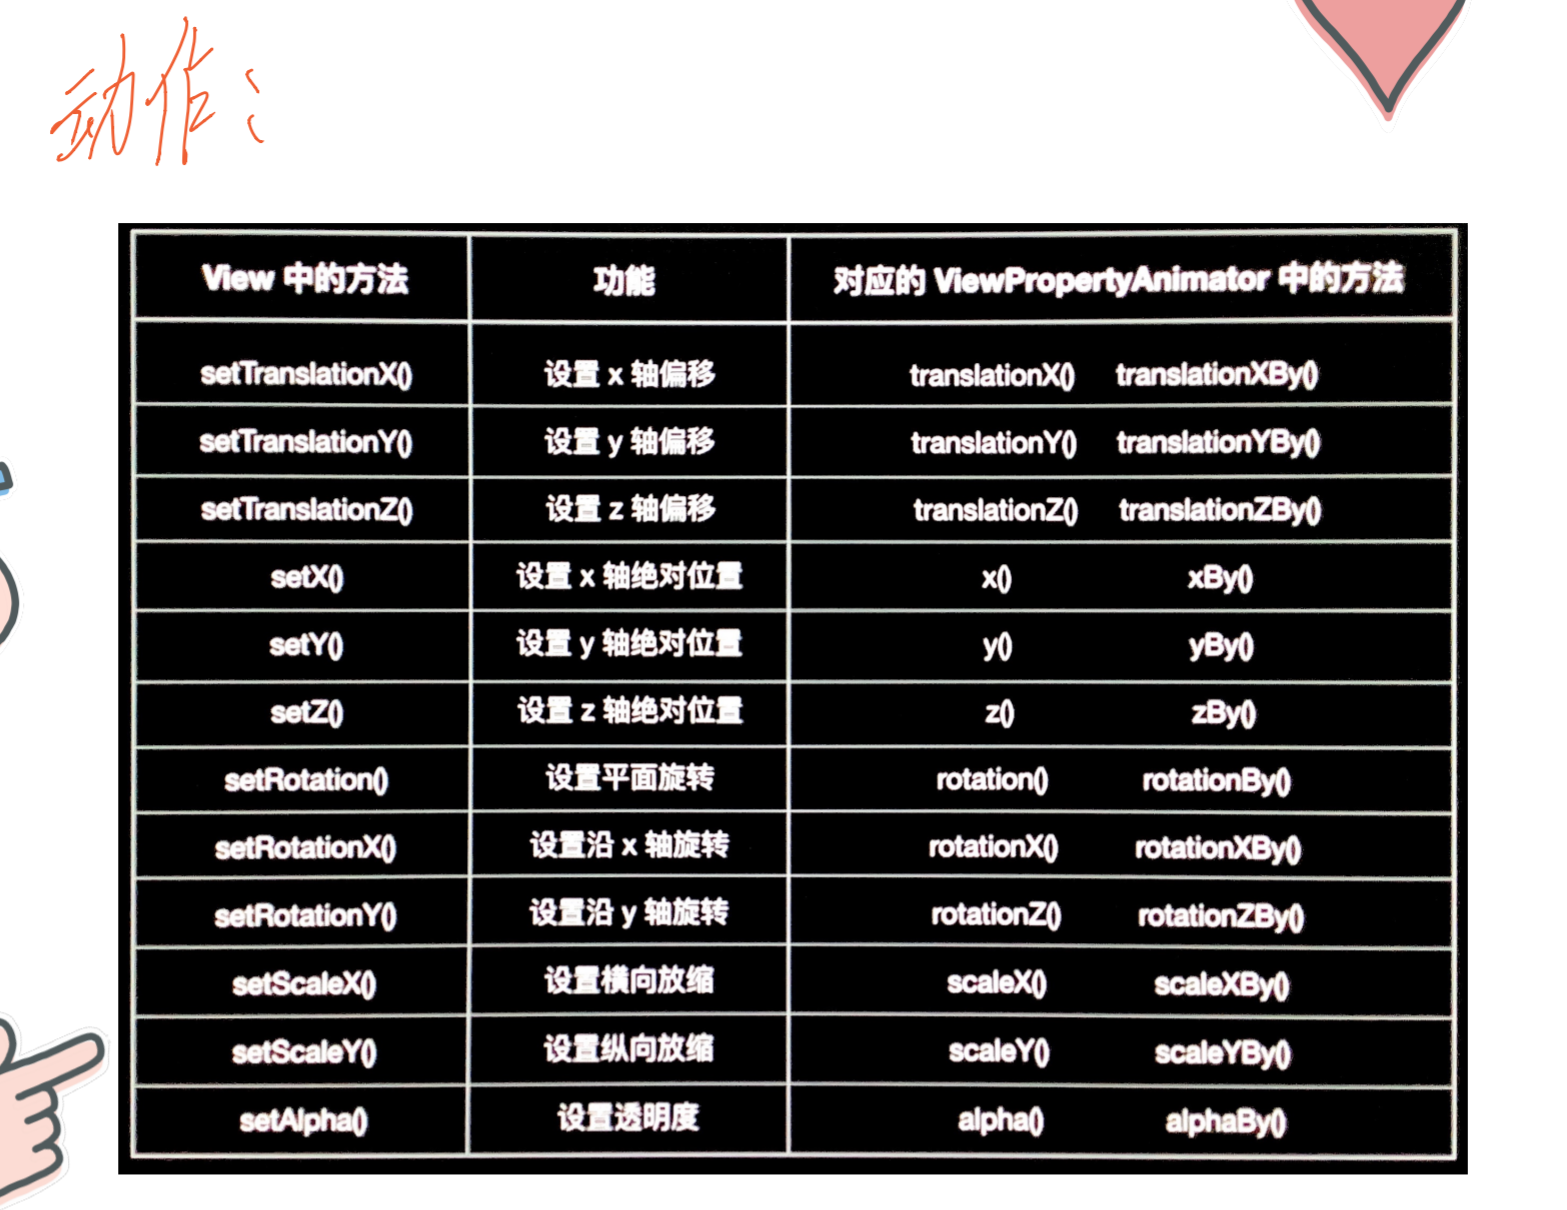 动作：
View 中的方法 功能 对应的 ViewPropertyAnimator 中的方法
setTranslationX() 设置 x 轴偏移 translationX() translationXBy()
setTranslationY() 设置 y 轴偏移 translationY() translationYBy()
setTranslationZ() 设置 z 轴偏移 translationZ() translationZBy()
setX() 设置 x 轴绝对位置 x() xBy()
setY() 设置 y 轴绝对位置 y() yBy()
setZ() 设置 z 轴绝对位置 z() zBy()
setRotation() 设置平面旋转 rotation() rotationBy()
setRotationX() 设置沿 x 轴旋转 rotationX() rotationXBy()
setRotationY() 设置沿 y 轴旋转 rotationZ() rotationZBy()
setScaleX() 设置横向放缩 scaleX() scaleXBy()
setScaleY() 设置纵向放缩 scaleY() scaleYBy()
setAlpha() 设置透明度 alpha() alphaBy()